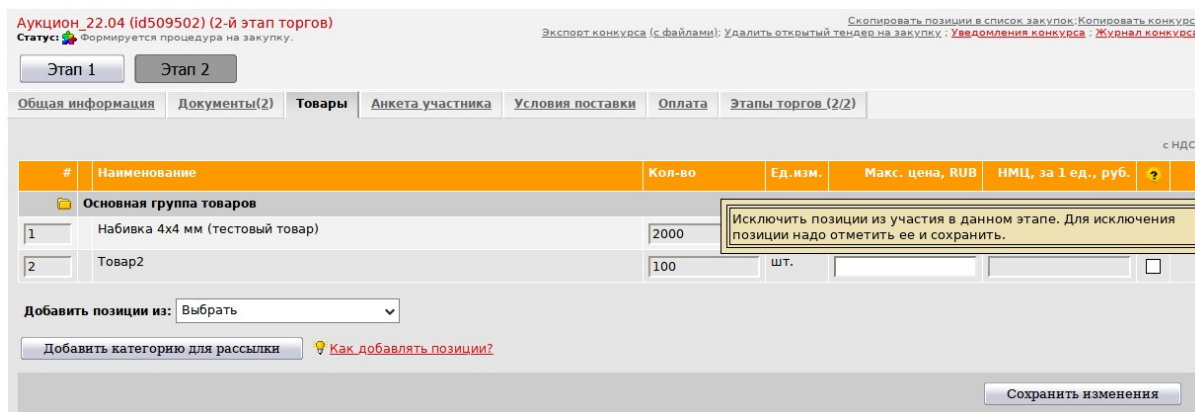 Аукцион_22.04 (id509502) (2-й этап торгов)
Скопировать позиции в список закупок;Копировать конкурс
Статус: Формируется процедура на закупку.
Экспорт конкурса (с файлами); Удалить открытый тендер на закупку ; Уведомления конкурса ; Журнал конкурса
Этап 1 Этап 2
Общая информация Документы(2) Товары Анкета участника Условия поставки Оплата Этапы торгов (2/2)
с НДС
# Наименование Кол-во Ед.изм. Макс. цена, RUB НМЦ, за 1 ед., руб. ?
Основная группа товаров
Исключить позиции из участия в данном этапе. Для исключения
позиции надо отметить ее и сохранить.
1 Набивка 4x4 мм (тестовый товар) 2000
2 Товар2 100 шт.
Добавить позиции из: Выбрать
Добавить категорию для рассылки Как добавлять позиции?
Сохранить изменения